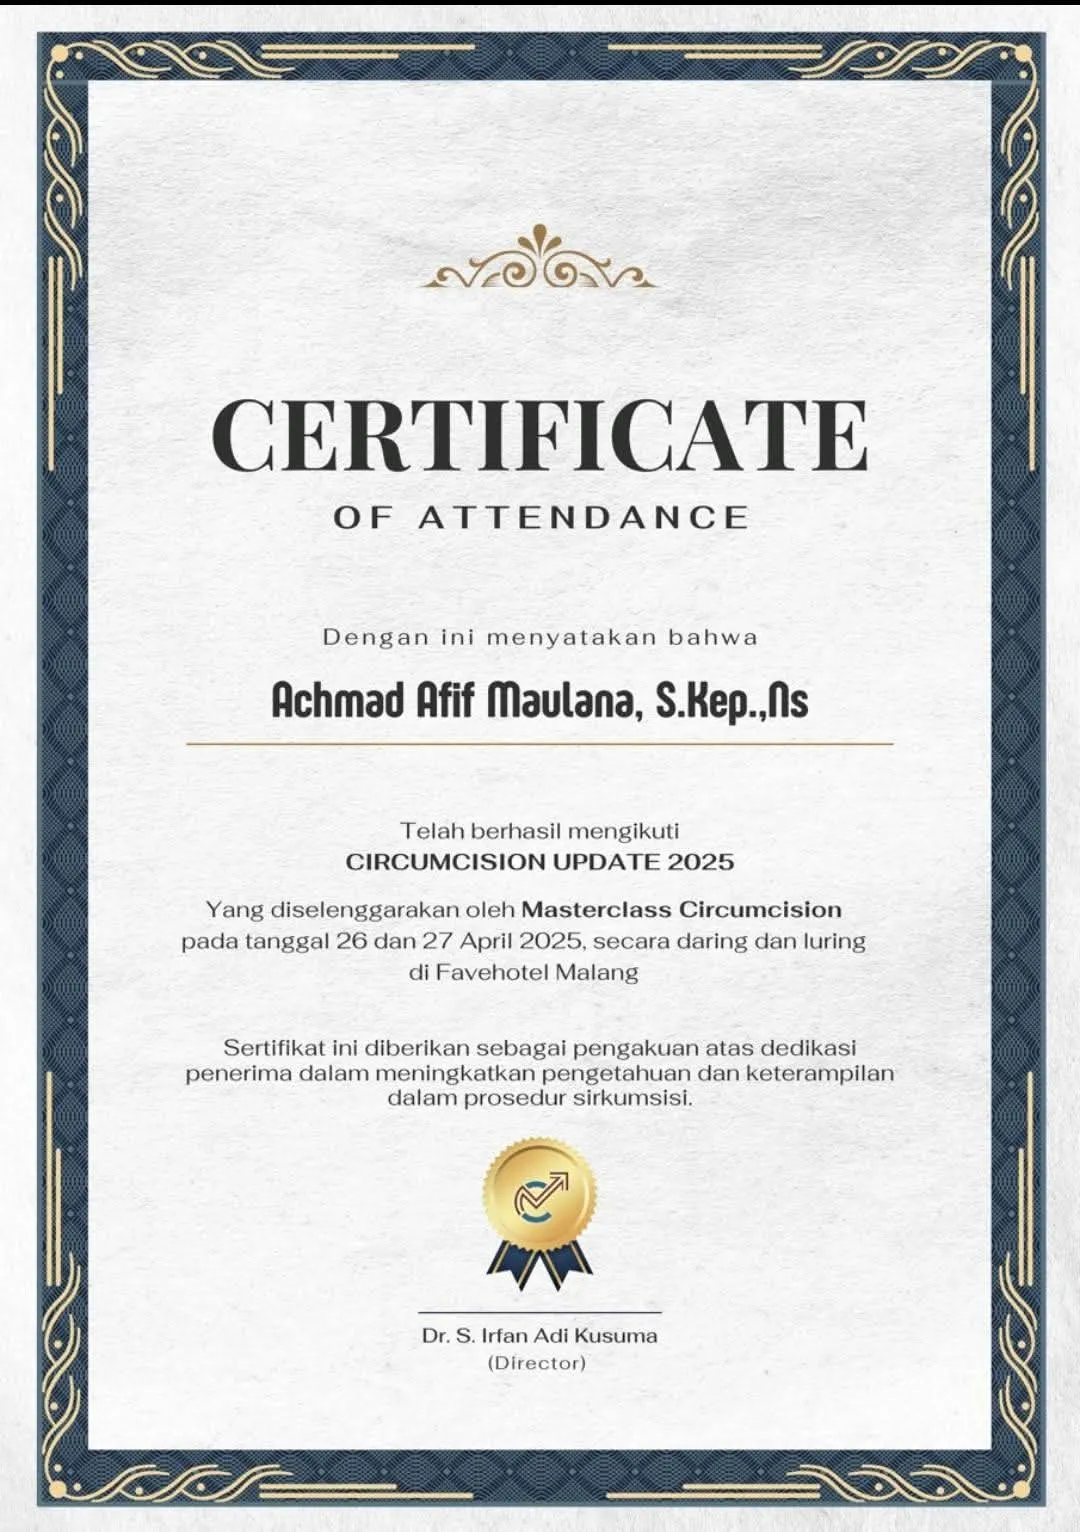 CERTIFICATE
OF ATTENDANCE
Dengan ini menyatakan bahwa
Achmad Afif Maulana, S.Kep.,Ns
Telah berhasil mengikuti
CIRCUMCISION UPDATE 2025
Yang diselenggarakan oleh Masterclass Circumcision
pada tanggal 26 dan 27 April 2025, secara daring dan luring
di Favehotel Malang
Sertifikat ini diberikan sebagai pengakuan atas dedikasi
penerima dalam meningkatkan pengetahuan dan keterampilan
dalam prosedur sirkumsisi.
Dr. S. Irfan Adi Kusuma
(Director)